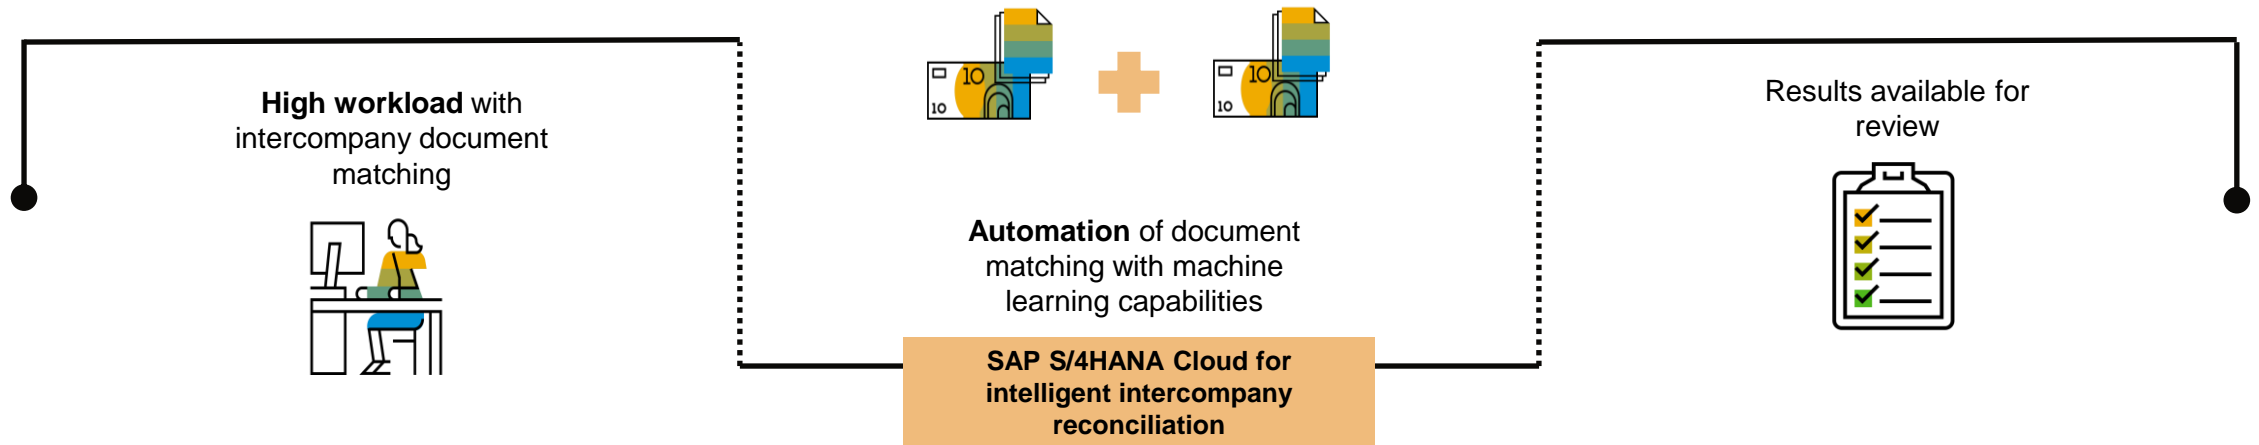 High workload with
intercompany document
matching
10
10
10
10
Automation of document
matching with machine
learning capabilities
SAP S/4HANA Cloud for
intelligent intercompany
reconciliation
Results available for
review